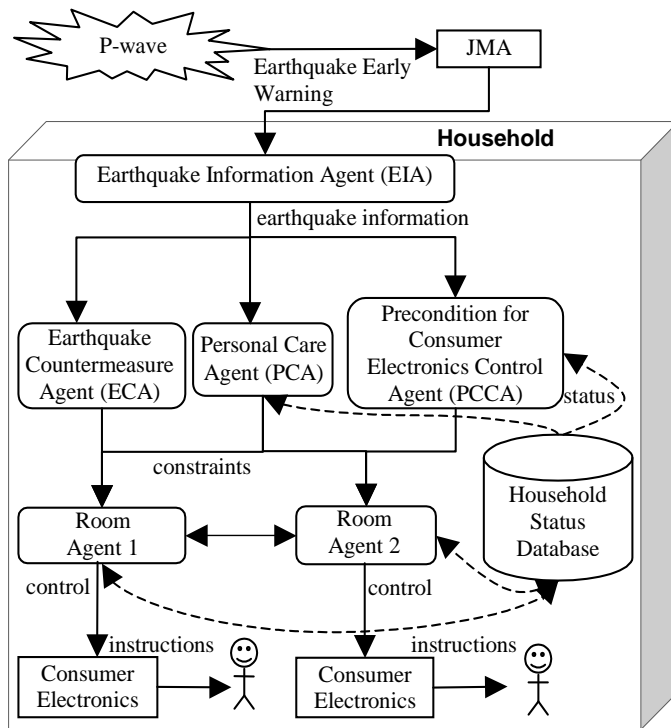 P-wave
JMA
Earthquake Early
Warning
Household
Earthquake Information Agent (EIA)
earthquake information
Earthquake
Countermeasure
Agent (ECA)
Personal Care
Agent (PCA)
Precondition for
Consumer
Electronics Control
Agent (PCCA)
status
constraints
Household
Status
Database
Room
Agent 1
Room
Agent 2
control
control
instructions
instructions
Consumer
Electronics
Consumer
Electronics